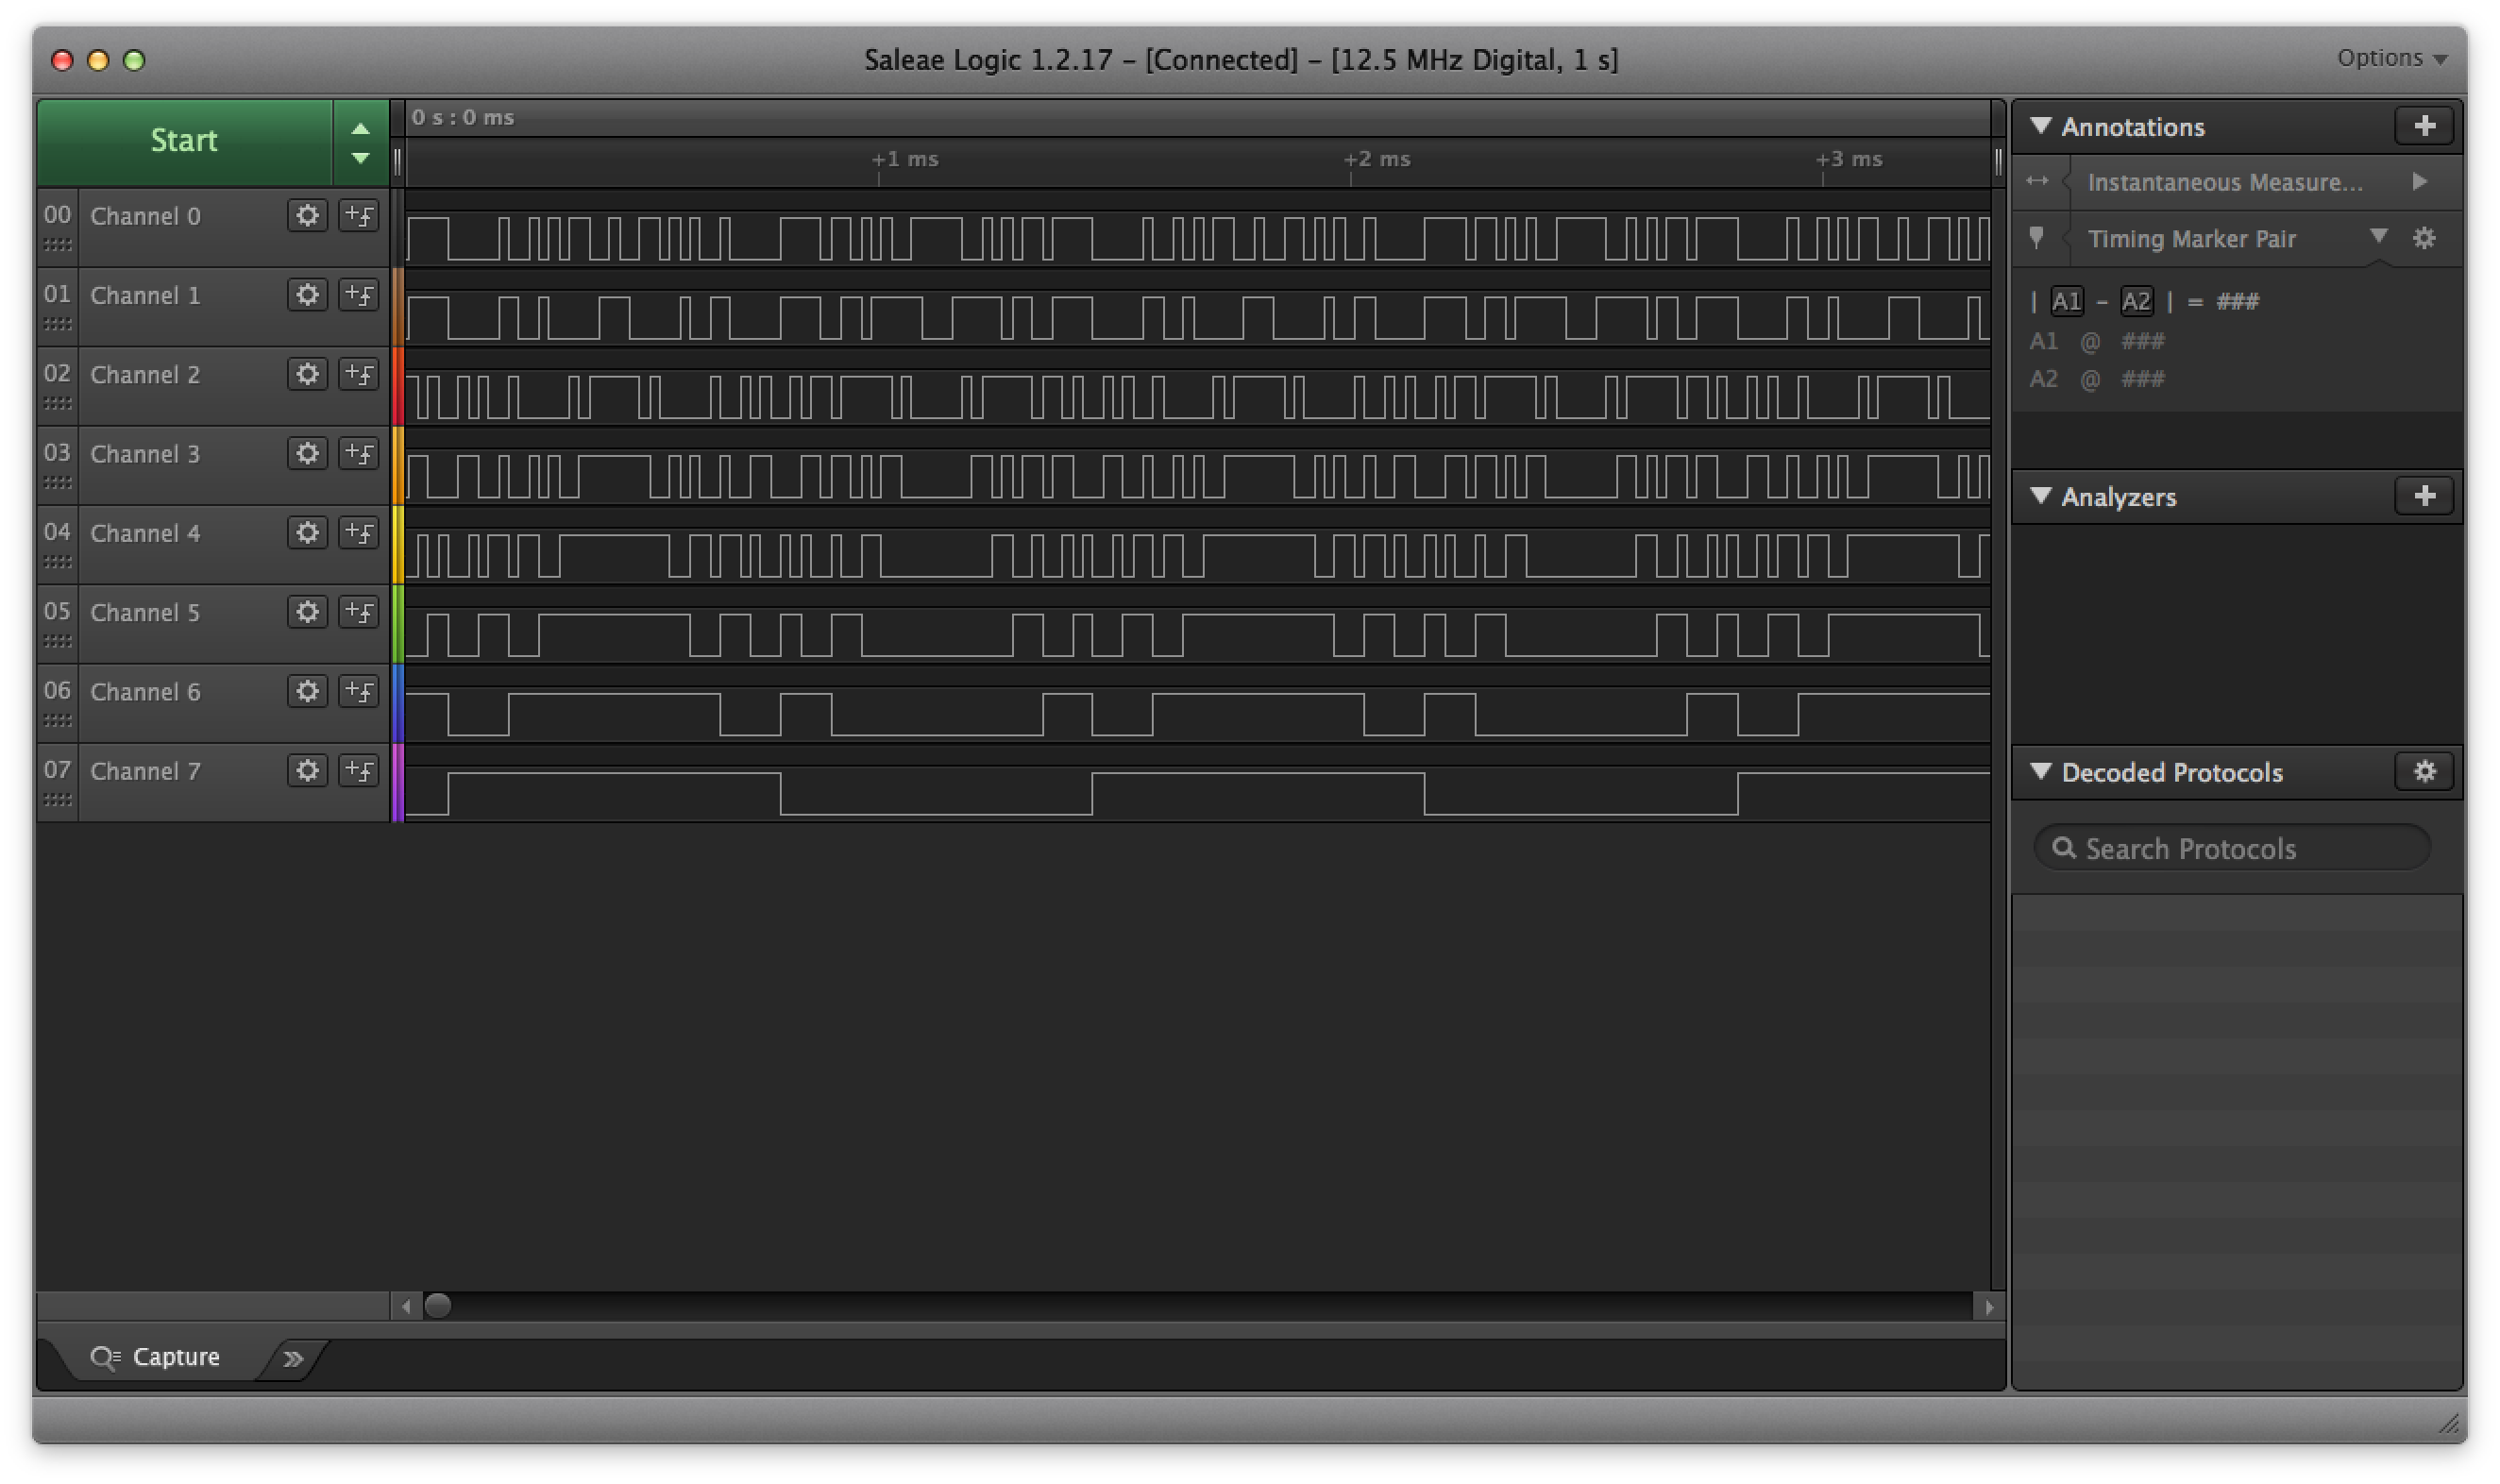 Saleae Logic 1.2.17 – [Connected] – [12.5 MHz Digital, 1 s]
Options
Start
0 s : 0 ms
+1 ms
+2 ms
+3 ms
00 Channel 0
01 Channel 1
02 Channel 2
03 Channel 3
04 Channel 4
05 Channel 5
06 Channel 6
07 Channel 7
Annotations
Instantaneous Measure...
Timing Marker Pair
| A1 - A2 | = ###
A1 @ ###
A2 @ ###
Analyzers
Decoded Protocols
Search Protocols
Capture